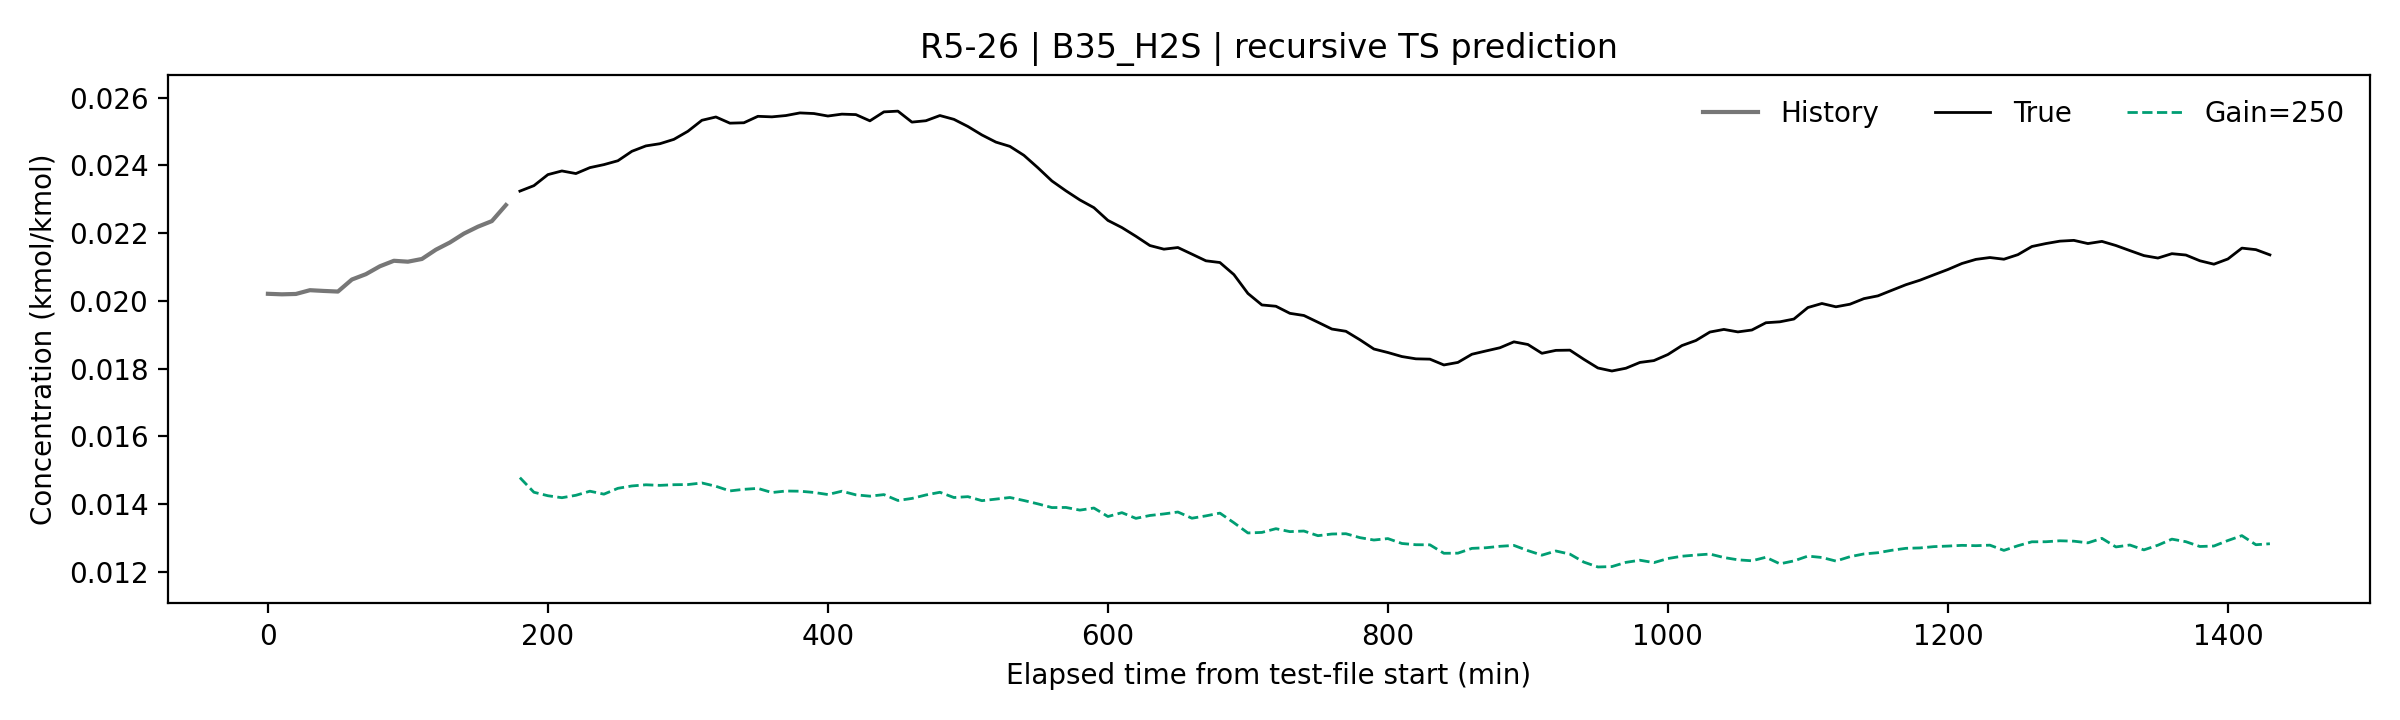 R5-26 | B35_H2S | recursive TS prediction
History
True
Gain=250
Concentration (kmol/kmol)
0.026
0.024
0.022
0.020
0.018
0.016
0.014
0.012
0
200
400
600
800
1000
1200
1400
Elapsed time from test-file start (min)